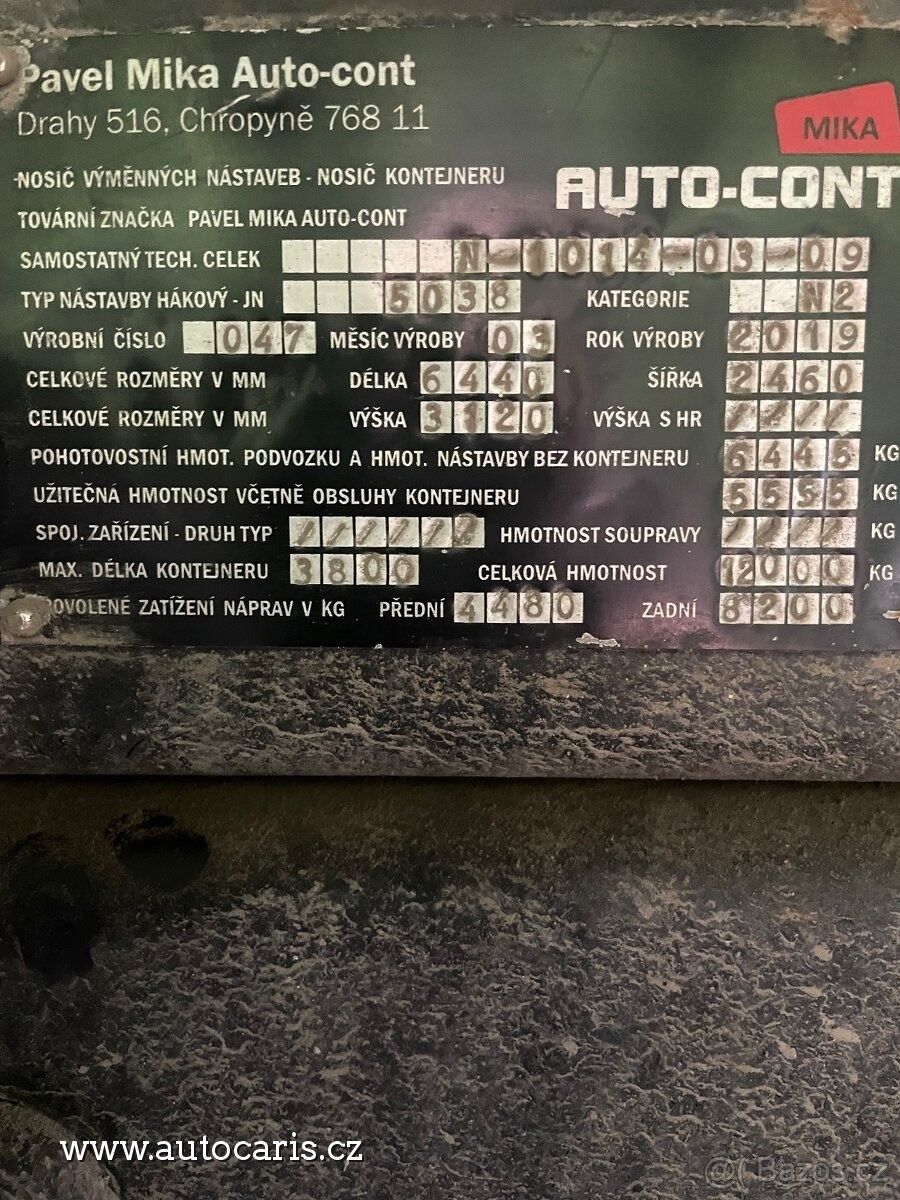 Pavel Mika Auto-cont
Drahy 516, Chropyně 768 11
MIKA
AUTO-CONT
NOSIČ VÝMĚNNÝCH NÁSTAVEB - NOSIČ KONTEJNERU
TOVÁRNÍ ZNAČKA PAVEL MIKA AUTO-CONT
SAMOSTATNÝ TECH. CELEK N-1014-03-09
TYP NÁSTAVBY HÁKOVÝ - JN 5038 KATEGORIE N2
VÝROBNÍ ČÍSLO 047 MĚSÍC VÝROBY 03 ROK VÝROBY 2019
CELKOVÉ ROZMĚRY V MM DÉLKA 6440 ŠÍŘKA 2460
CELKOVÉ ROZMĚRY V MM VÝŠKA 3120 VÝŠKA S HR ////
POHOTOVOSTNÍ HMOT. PODVOZKU A HMOT. NÁSTAVBY BEZ KONTEJNERU 6445 KG
UŽITEČNÁ HMOTNOST VČETNĚ OBSLUHY KONTEJNERU 5555 KG
SPOJ. ZAŘÍZENÍ - DRUH TYP ////// HMOTNOST SOUPRAVY //// KG
MAX. DÉLKA KONTEJNERU 3800 CELKOVÁ HMOTNOST 12000 KG
OVOLENÉ ZATÍŽENÍ NÁPRAV V KG PŘEDNÍ 4480 ZADNÍ 8200
www.autocaris.cz
@( Bazos.cz